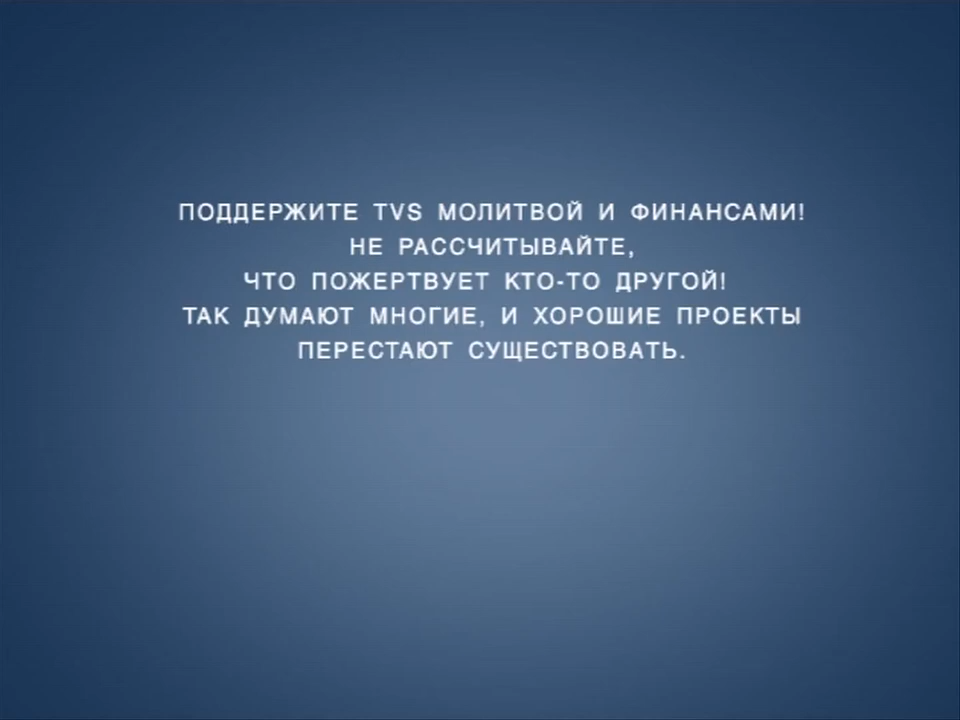 ПОДДЕРЖИТЕ TVS МОЛИТВОЙ И ФИНАНСАМИ!
НЕ РАССЧИТЫВАЙТЕ,
ЧТО ПОЖЕРТВУЕТ КТО-ТО ДРУГОЙ!
ТАК ДУМАЮТ МНОГИЕ, И ХОРОШИЕ ПРОЕКТЫ
ПЕРЕСТАЮТ СУЩЕСТВОВАТЬ.